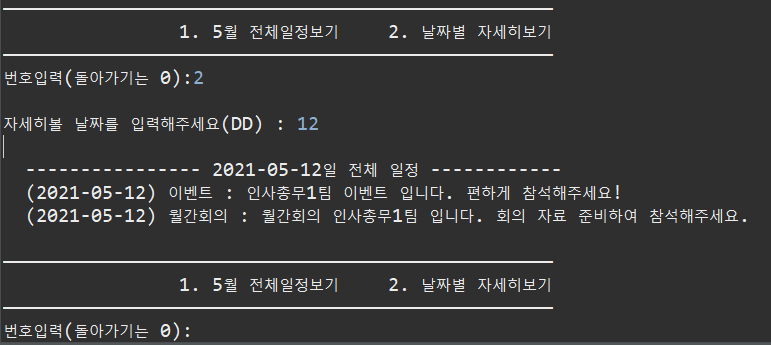 1. 5월 전체일정보기 2. 날짜별 자세히보기
번호입력(돌아가기는 0):2
자세히볼 날짜를 입력해주세요(DD) : 12
---------------- 2021-05-12일 전체 일정 ------------
(2021-05-12) 이벤트 : 인사총무1팀 이벤트 입니다. 편하게 참석해주세요!
(2021-05-12) 월간회의 : 월간회의 인사총무1팀 입니다. 회의 자료 준비하여 참석해주세요.
1. 5월 전체일정보기 2. 날짜별 자세히보기
번호입력(돌아가기는 0):